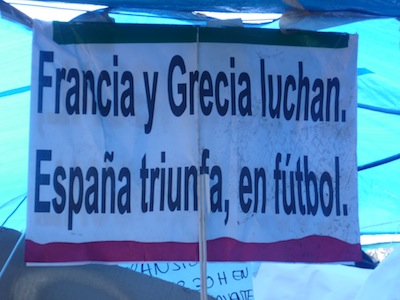 Francia y Grecia luchan.
España triunfa, en fútbol.